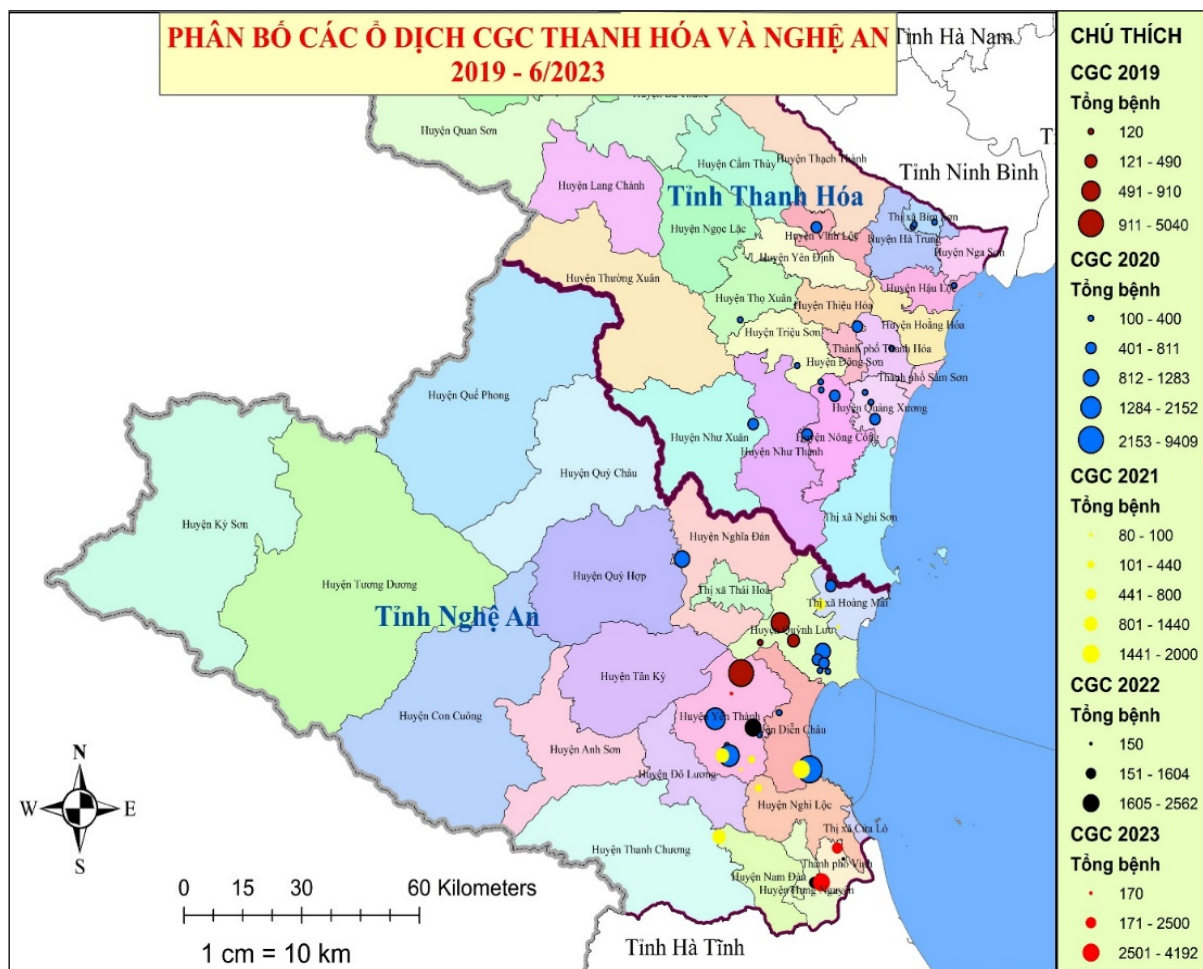 PHÂN BỐ CÁC Ổ DỊCH CGC THANH HÓA VÀ NGHỆ AN
2019 - 6/2023
Tỉnh Hà Nam
Huyện Quan Sơn
Huyện Cẩm Thủy
Huyện Thạch Thành
Tỉnh Ninh Bình
Huyện Lang Chánh
Tỉnh Thanh Hóa
Thị xã Bỉm Sơn
Huyện Ngọc Lặc
Huyện Vĩnh Lộc
Huyện Hà Trung
Huyện Nga Sơn
Huyện Yên Định
Huyện Thường Xuân
Huyện Hậu Lộc
Huyện Thọ Xuân
Huyện Thiệu Hóa
Huyện Hoằng Hóa
Huyện Triệu Sơn
Thành phố Thanh Hóa
Huyện Đông Sơn
Thành phố Sầm Sơn
Huyện Quế Phong
Huyện Quảng Xương
Huyện Như Xuân
Huyện Nông Cống
Huyện Như Thanh
Huyện Quỳ Châu
Thị xã Nghi Sơn
Huyện Kỳ Sơn
Huyện Nghĩa Đàn
Huyện Quỳ Hợp
Huyện Tương Dương
Thị xã Thái Hoà
Thị xã Hoàng Mai
Tỉnh Nghệ An
Huyện Quỳnh Lưu
Huyện Tân Kỳ
Huyện Con Cuông
Huyện Yên Thành
Diễn Châu
Huyện Anh Sơn
Huyện Đô Lương
Huyện Nghi Lộc
Thị xã Cửa Lò
Huyện Thanh Chương
Thành phố Vinh
Huyện Nam Đàn
Huyện Hưng Nguyên
Tỉnh Hà Tĩnh
N
W
E
S
0 15 30 60 Kilometers
1 cm = 10 km
CHÚ THÍCH
CGC 2019
Tổng bệnh
120
121 - 490
491 - 910
911 - 5040
CGC 2020
Tổng bệnh
100 - 400
401 - 811
812 - 1283
1284 - 2152
2153 - 9409
CGC 2021
Tổng bệnh
80 - 100
101 - 440
441 - 800
801 - 1440
1441 - 2000
CGC 2022
Tổng bệnh
150
151 - 1604
1605 - 2562
CGC 2023
Tổng bệnh
170
171 - 2500
2501 - 4192